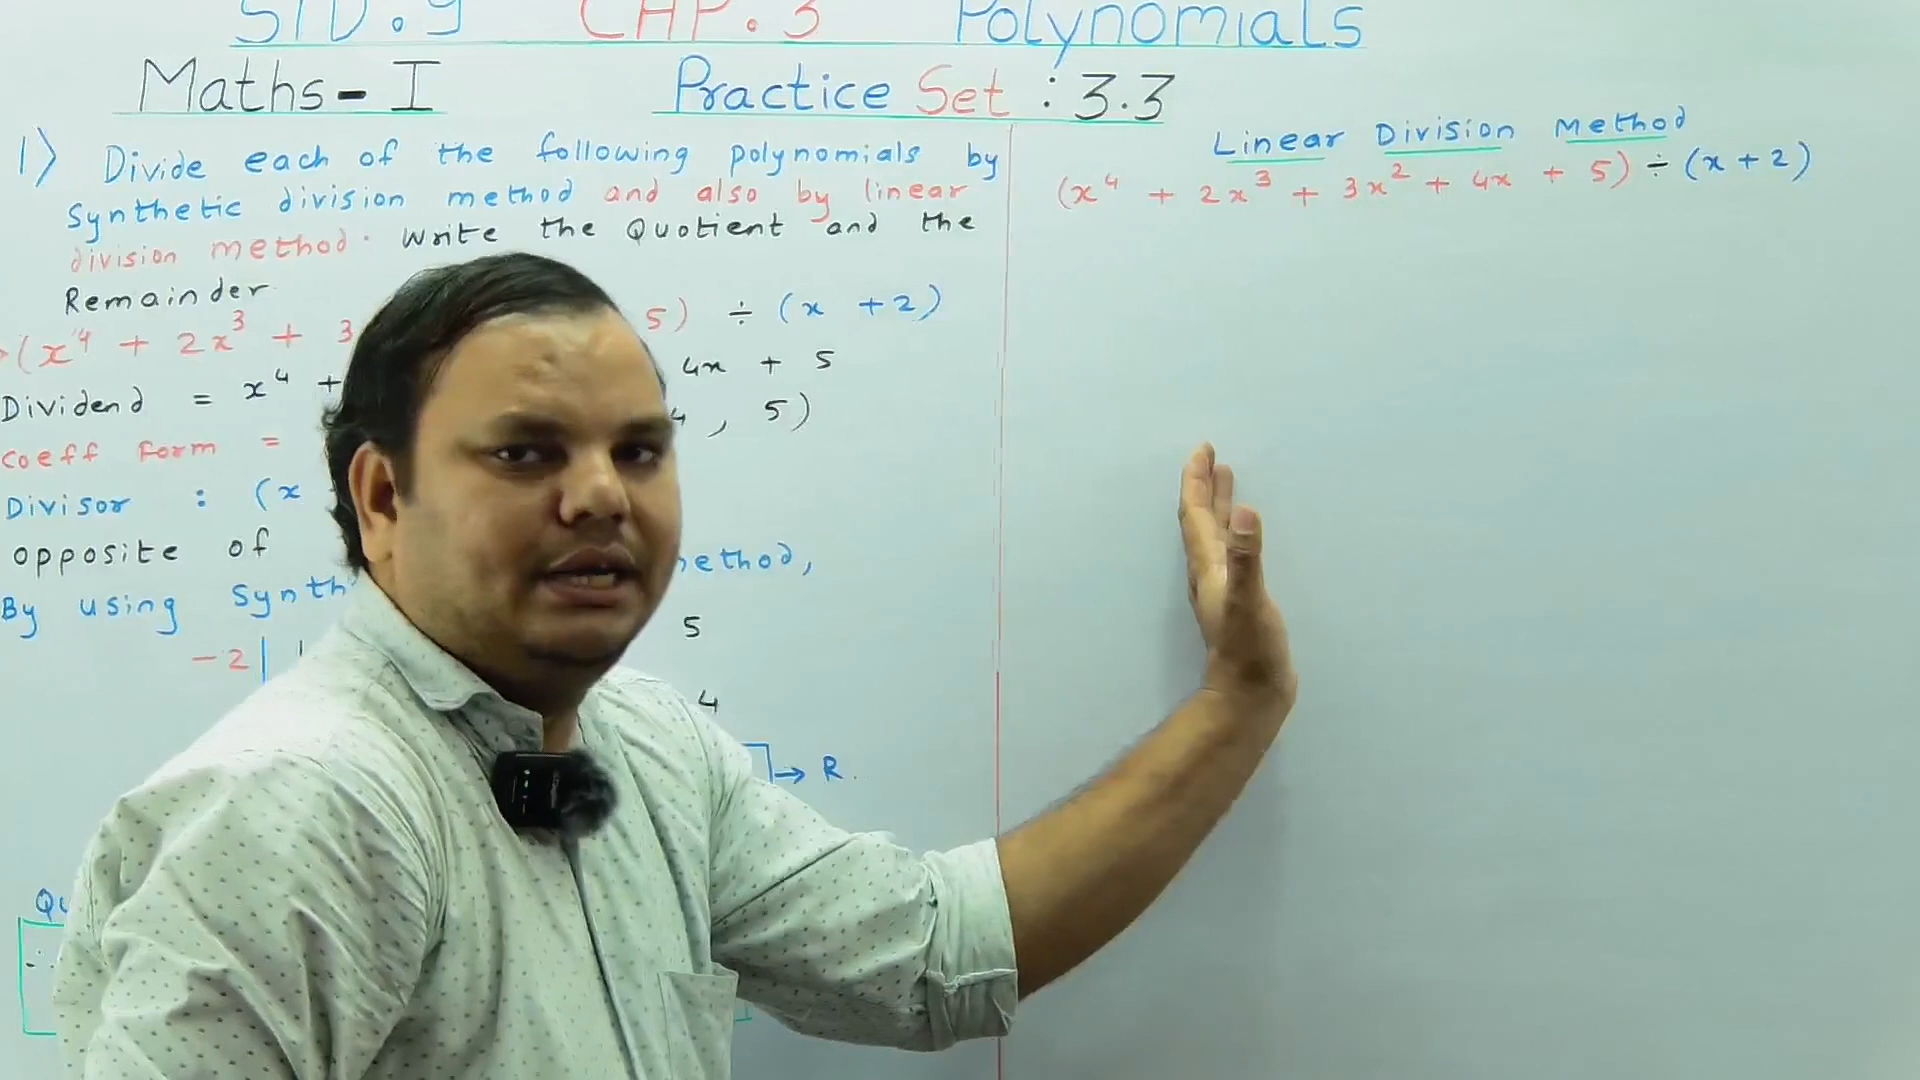 STD.9 CHP.3 Polynomials
Maths-I Practice Set : 3.3
1) Divide each of the following polynomials by
Synthetic division method and also by linear
division method. Write the Quotient and the
Remainder
(x⁴ + 2x³ + 3 5) ÷ (x +2)
Dividend = x⁴ + 4x + 5
Coeff Form = 4, 5)
Divisor : (x
opposite of
By using Synth ethod,
-2| 1 5
4
→ R.
Qu
∴
Linear Division Method
(x⁴ + 2x³ + 3x² + 4x + 5) ÷ (x + 2)